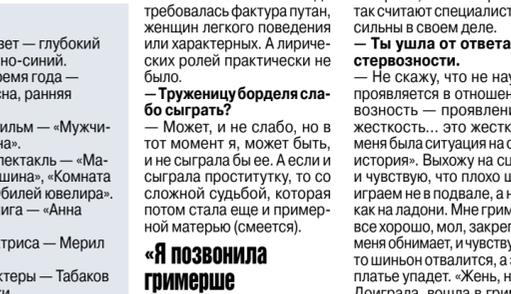 вет — глубокий
но-синий.
ремя года —
сна, ранняя
ильм — «Мужчи-
на».
пектакль — «Ма-
шина», «Комната
Юбилей ювелира».
ига — «Анна
триса — Мерил
ктеры — Табаков
требовалась фактура путан,
женщин легкого поведения
или характерных. А лириче-
ских ролей практически не
было.
— Труженицу борделя сла-
бо сыграть?
— Может, и не слабо, но в
тот момент я, может быть,
и не сыграла бы ее. А если и
сыграла проститутку, то со
сложной судьбой, которая
потом стала еще и пример-
ной матерью (смеется).
«Я позвонила
гримерше
так считают специалист
сильны в своем деле.
— Ты ушла от ответа
стервозности.
— Не скажу, что не нау
проявляется в отношен
возность — проявлени
жесткость... это жестк
меня была ситуация на с
история». Выхожу на сц
и чувствую, что плохо ш
играем не в подвале, а н
как на ладони. Мне грим
все хорошо, мол, закреп
меня обнимает, и чувству
то шиньон отвалится, а з
платье упадет. «Жень, н
Доиграла, вошла в грим